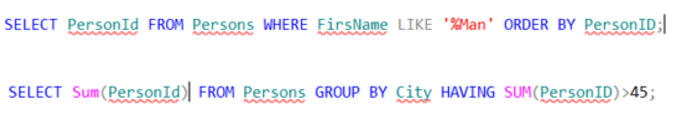 SELECT PersonId FROM Persons WHERE FirsName LIKE '%Man' ORDER BY PersonID;
SELECT Sum(PersonId) FROM Persons GROUP BY City HAVING SUM(PersonID)>45;